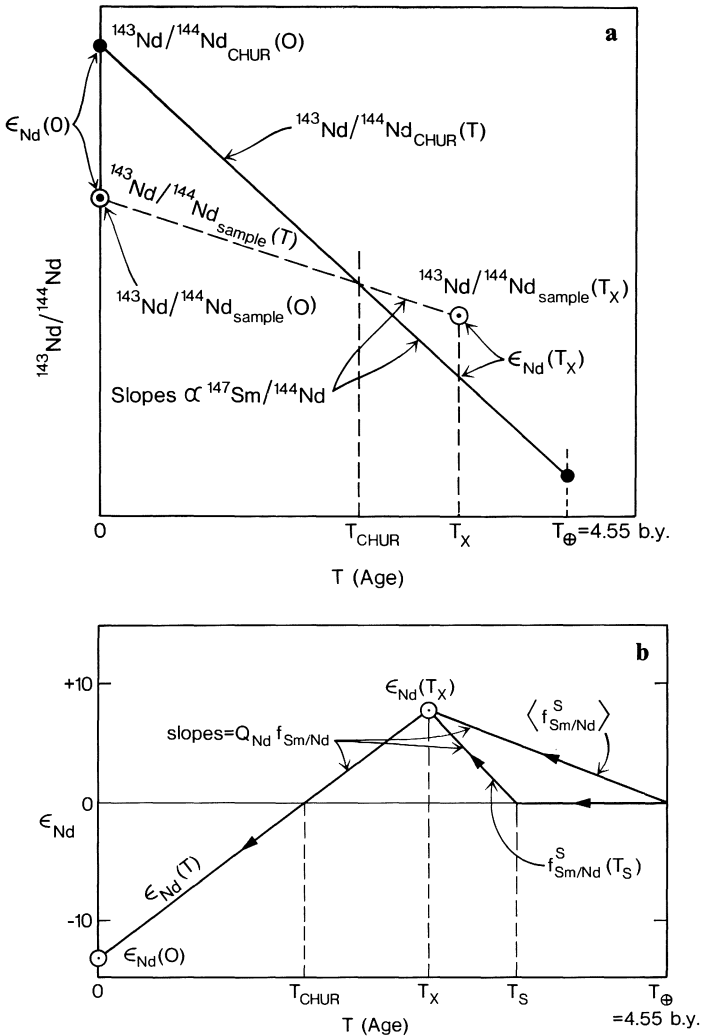 a
¹⁴³Nd/¹⁴⁴Nd_CHUR(O)
ϵ_Nd(O)
¹⁴³Nd/¹⁴⁴Nd_CHUR(T)
¹⁴³Nd/¹⁴⁴Nd_sample(T)
¹⁴³Nd/¹⁴⁴Nd_sample(T_X)
¹⁴³Nd/¹⁴⁴Nd_sample(O)
¹⁴³Nd/¹⁴⁴Nd
ϵ_Nd(T_X)
Slopes ∝ ¹⁴⁷Sm/¹⁴⁴Nd
0 T_CHUR T_X T_⊕=4.55 b.y.
T (Age)
b
+10
ϵ_Nd(T_X)
⟨f^S_Sm/Nd⟩
slopes=Q_Nd f_Sm/Nd
0
ϵ_Nd
ϵ_Nd(T)
f^S_Sm/Nd(T_S)
-10
ϵ_Nd(O)
0 T_CHUR T_X T_S T_⊕
=4.55 b.y.
T (Age)